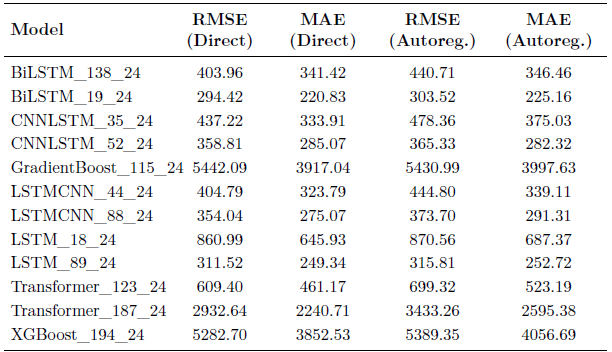 Model RMSE (Direct) MAE (Direct) RMSE (Autoreg.) MAE (Autoreg.)
BiLSTM_138_24 403.96 341.42 440.71 346.46
BiLSTM_19_24 294.42 220.83 303.52 225.16
CNNLSTM_35_24 437.22 333.91 478.36 375.03
CNNLSTM_52_24 358.81 285.07 365.33 282.32
GradientBoost_115_24 5442.09 3917.04 5430.99 3997.63
LSTMCNN_44_24 404.79 323.79 444.80 339.11
LSTMCNN_88_24 354.04 275.07 373.70 291.31
LSTM_18_24 860.99 645.93 870.56 687.37
LSTM_89_24 311.52 249.34 315.81 252.72
Transformer_123_24 609.40 461.17 699.32 523.19
Transformer_187_24 2932.64 2240.71 3433.26 2595.38
XGBoost_194_24 5282.70 3852.53 5389.35 4056.69